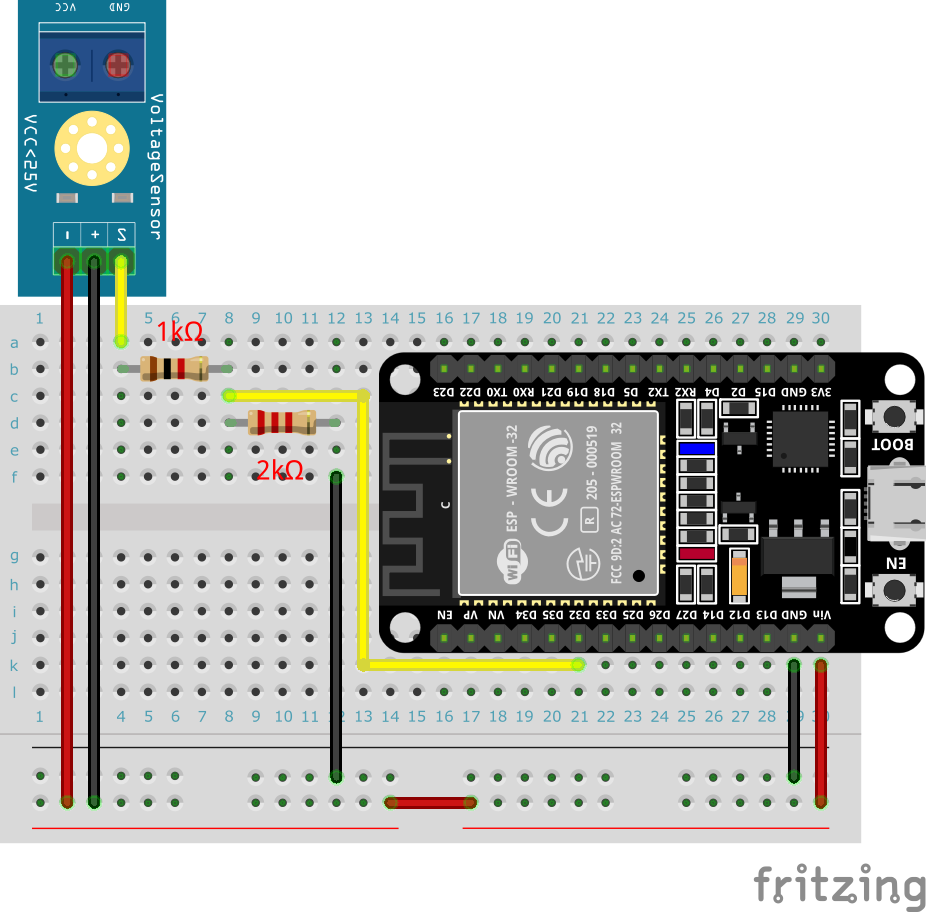 VCC GND
VCC<25V
VoltageSensor
- + S
1 5 6 7 8 9 10 11 12 13 14 15 16 17 18 19 20 21 22 23 24 25 26 27 28 29 30
a
1kΩ
b
c
d
e
2kΩ
f
D23 D22 TX0 RX0 D21 D19 D18 D5 TX2 RX2 D4 D2 D15 GND 3V3
BOOT
C
WiFi
ESP - WROOM-32
CE
R
205 - 000519
FCC 9D:2 AC 72-ESPWROOM 32
EN
EN VP VN D34 D35 D32 D33 D25 D26 D27 D14 D12 D13 GND Vin
g
h
i
j
k
l
1 4 5 6 7 8 9 10 11 12 13 14 15 16 17 18 19 20 21 22 23 24 25 26 27 28 29 30
fritzing